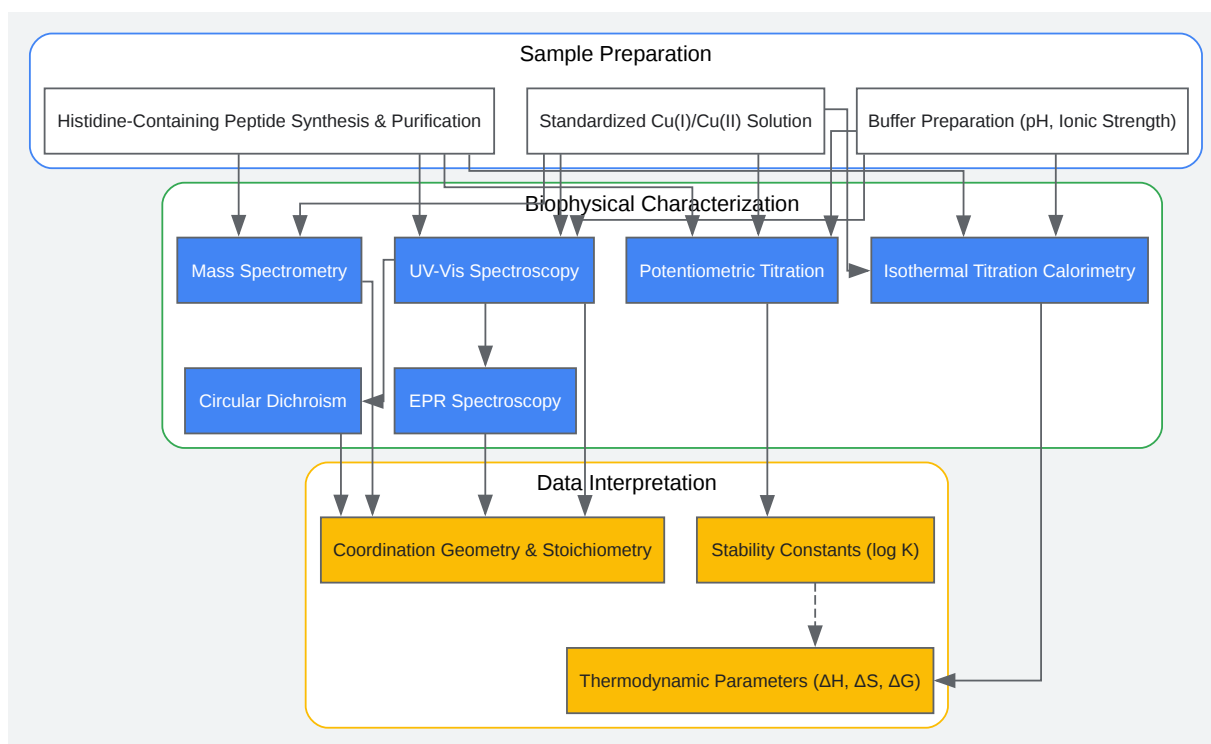 Sample Preparation
Histidine-Containing Peptide Synthesis & Purification
Standardized Cu(I)/Cu(II) Solution
Buffer Preparation (pH, Ionic Strength)
Biophysical Characterization
Mass Spectrometry
UV-Vis Spectroscopy
Potentiometric Titration
Isothermal Titration Calorimetry
Circular Dichroism
EPR Spectroscopy
Data Interpretation
Coordination Geometry & Stoichiometry
Stability Constants (log K)
Thermodynamic Parameters (ΔH, ΔS, ΔG)